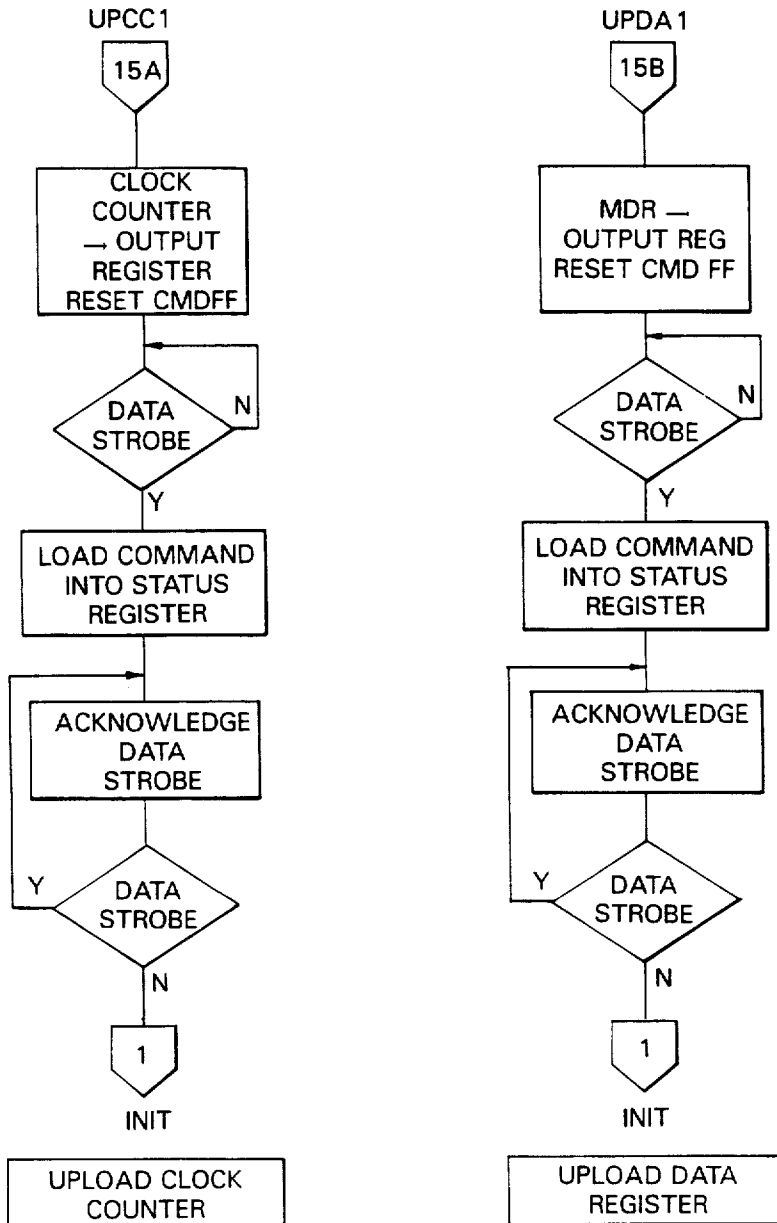 UPCC1
15A
CLOCK
COUNTER
→ OUTPUT
REGISTER
RESET CMDFF
DATA
STROBE
N
Y
LOAD COMMAND
INTO STATUS
REGISTER
ACKNOWLEDGE
DATA
STROBE
DATA
STROBE
Y
N
1
INIT
UPLOAD CLOCK
COUNTER
UPDA1
15B
MDR →
OUTPUT REG
RESET CMD FF
DATA
STROBE
N
Y
LOAD COMMAND
INTO STATUS
REGISTER
ACKNOWLEDGE
DATA
STROBE
DATA
STROBE
Y
N
1
INIT
UPLOAD DATA
REGISTER